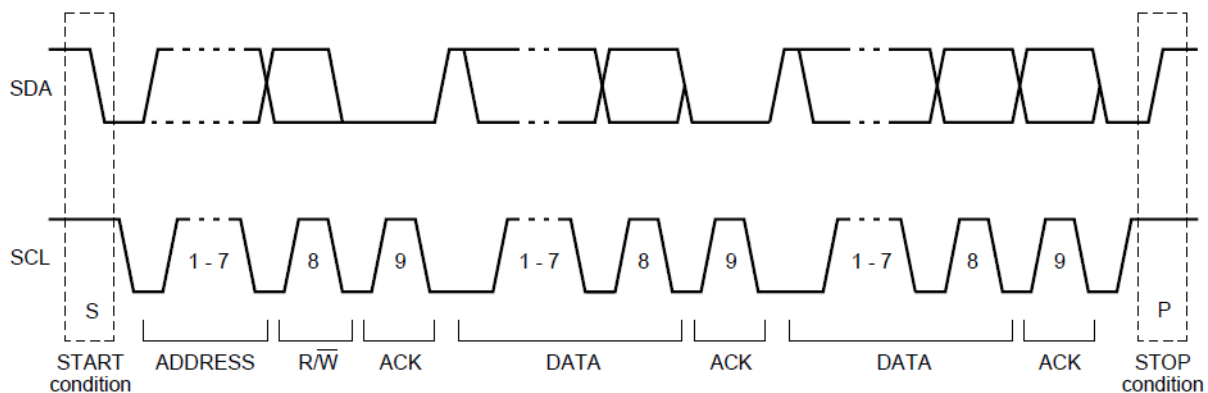 SDA
SCL
1 - 7 8 9 1 - 7 8 9 1 - 7 8 9
S P
START condition ADDRESS R/W̅ ACK DATA ACK DATA ACK STOP condition